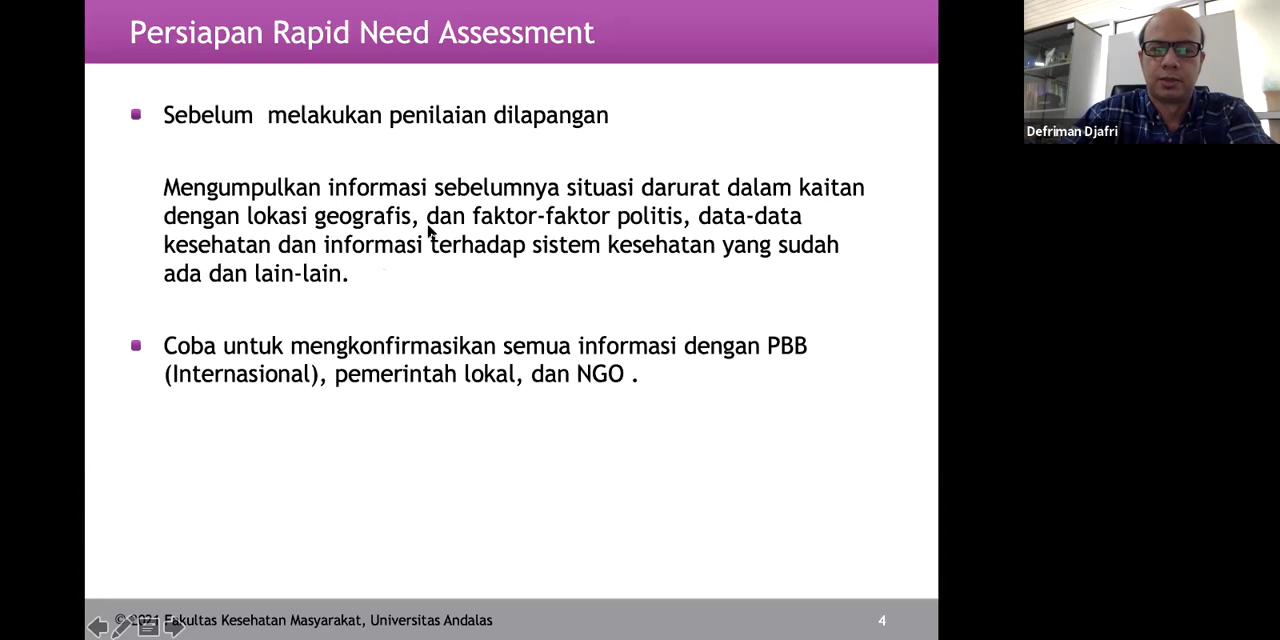 Persiapan Rapid Need Assessment
Sebelum melakukan penilaian dilapangan
Mengumpulkan informasi sebelumnya situasi darurat dalam kaitan
dengan lokasi geografis, dan faktor-faktor politis, data-data
kesehatan dan informasi terhadap sistem kesehatan yang sudah
ada dan lain-lain.
Coba untuk mengkonfirmasikan semua informasi dengan PBB
(Internasional), pemerintah lokal, dan NGO .
© 2021 Fakultas Kesehatan Masyarakat, Universitas Andalas
4
Defriman Djafri